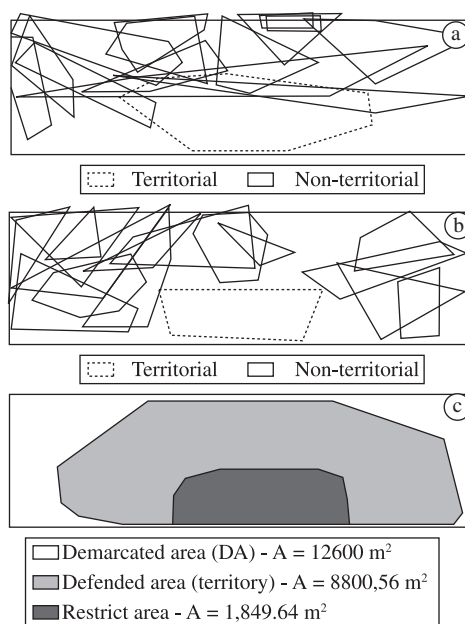 a
Territorial Non-territorial
b
Territorial Non-territorial
c
Demarcated area (DA) - A = 12600 m²
Defended area (territory) - A = 8800,56 m²
Restrict area - A = 1,849.64 m²